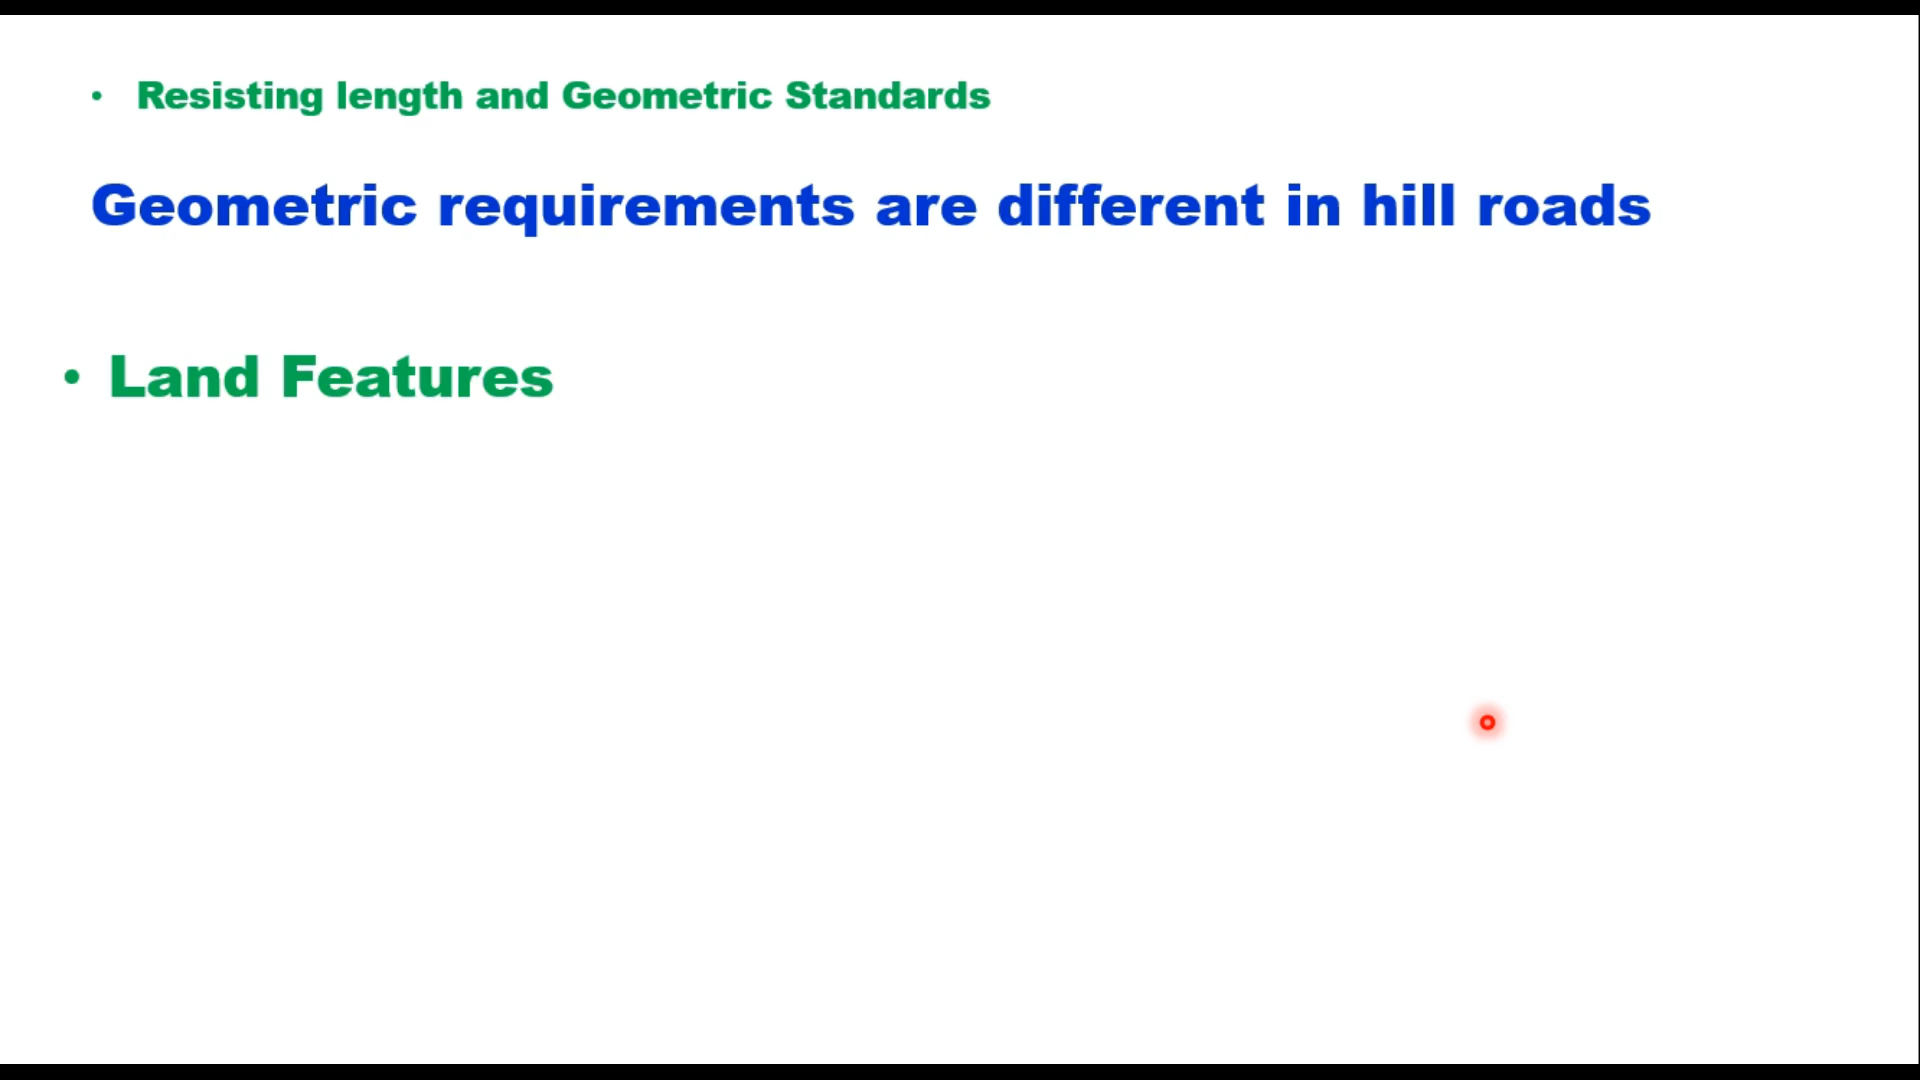 • Resisting length and Geometric Standards
Geometric requirements are different in hill roads
• Land Features